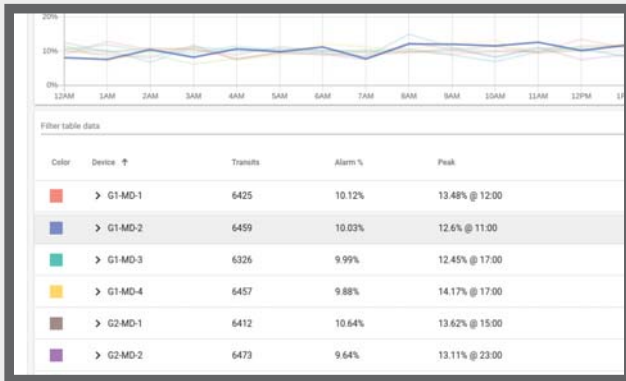 20%
10%
0%
12AM 1AM 2AM 3AM 4AM 5AM 6AM 7AM 8AM 9AM 10AM 11AM 12PM
Filter table data
Color Device ↑ Transits Alarm % Peak
G1-MD-1 6425 10.12% 13.48% @ 12:00
G1-MD-2 6459 10.03% 12.6% @ 11:00
G1-MD-3 6326 9.99% 12.45% @ 17:00
G1-MD-4 6457 9.88% 14.17% @ 17:00
G2-MD-1 6412 10.64% 13.62% @ 15:00
G2-MD-2 6473 9.64% 13.11% @ 23:00